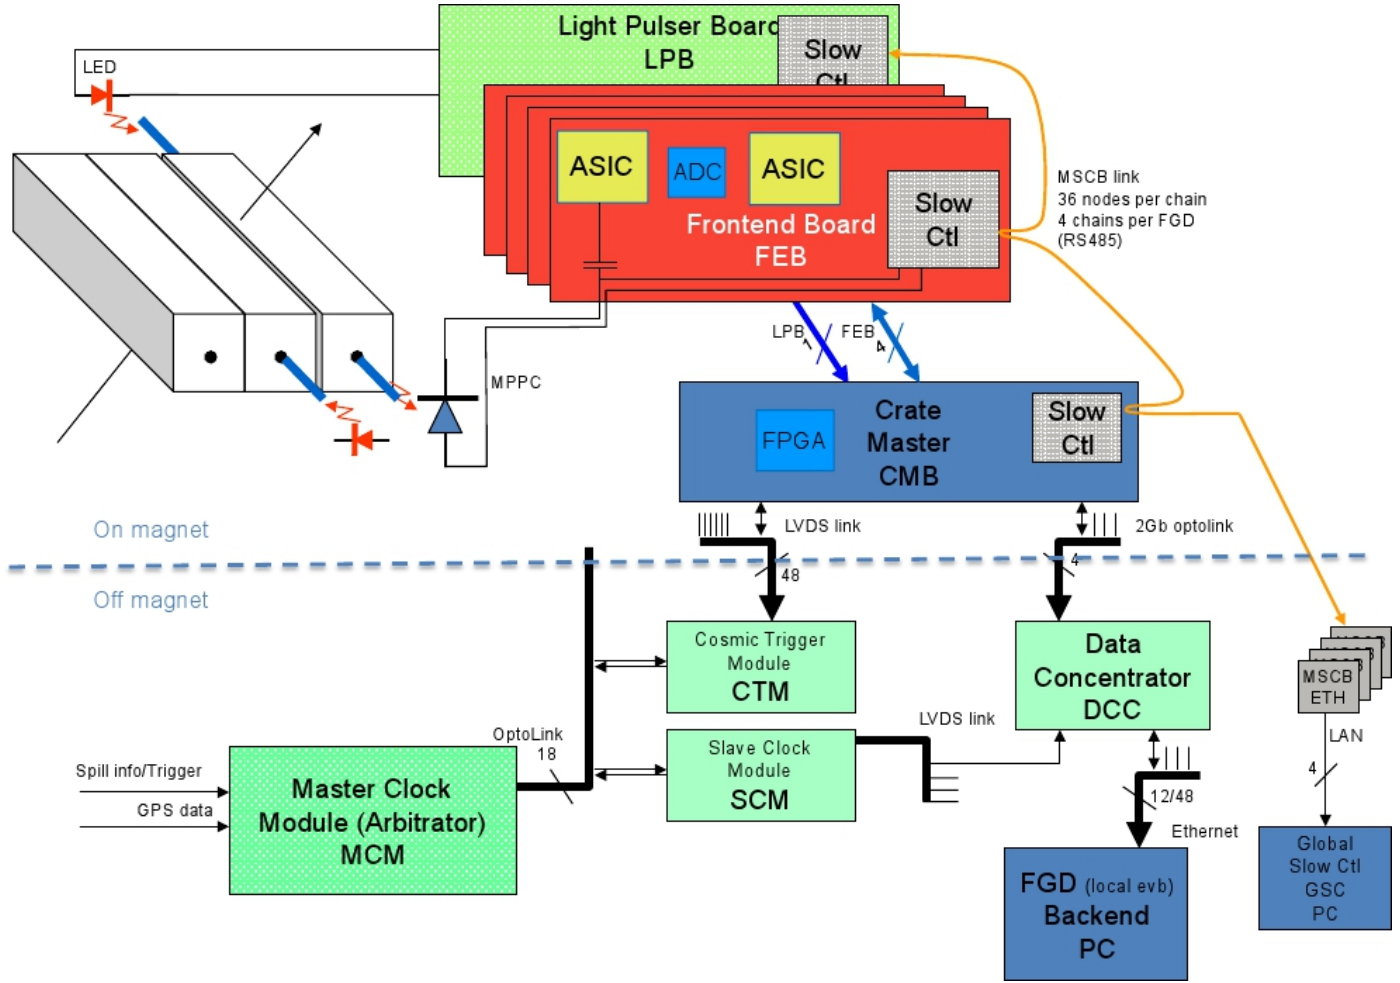 Light Pulser Board
LPB
Slow
Ctl
LED
ASIC
ADC
ASIC
Slow
Ctl
Frontend Board
FEB
MSCB link
36 nodes per chain
4 chains per FGD
(RS485)
LPB
1
FEB
4
MPPC
Crate
Master
CMB
FPGA
Slow
Ctl
On magnet
LVDS link
2Gb optolink
Off magnet
48
4
Cosmic Trigger
Module
CTM
Data
Concentrator
DCC
MSCB
ETH
LAN
4
OptoLink
18
Slave Clock
Module
SCM
LVDS link
Spill info/Trigger
GPS data
Master Clock
Module (Arbitrator)
MCM
12/48
Ethernet
FGD (local evb)
Backend
PC
Global
Slow Ctl
GSC
PC